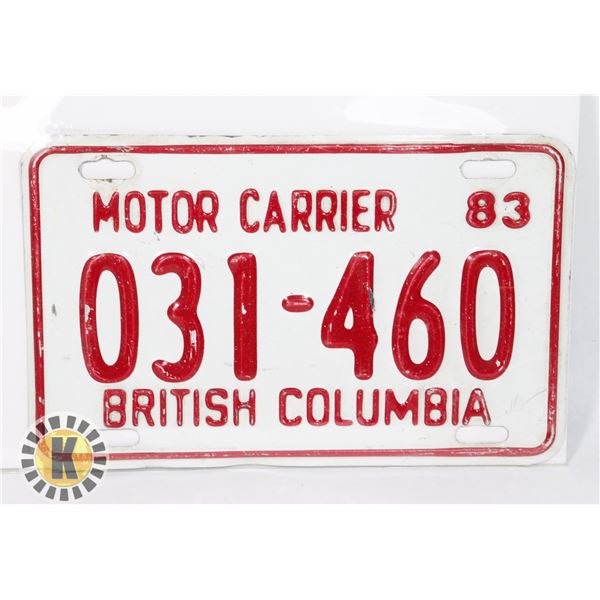 MOTOR CARRIER 83
031-460
BRITISH COLUMBIA
K